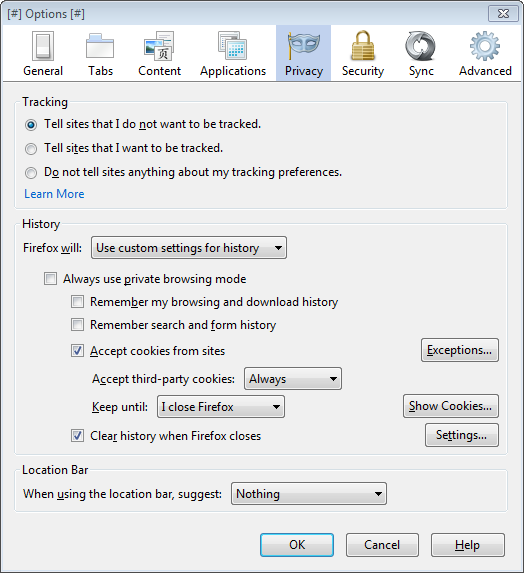 [#] Options [#]
General Tabs Content Applications Privacy Security Sync Advanced
Tracking
Tell sites that I do not want to be tracked.
Tell sites that I want to be tracked.
Do not tell sites anything about my tracking preferences.
Learn More
History
Firefox will: Use custom settings for history
Always use private browsing mode
Remember my browsing and download history
Remember search and form history
Accept cookies from sites Exceptions...
Accept third-party cookies: Always
Keep until: I close Firefox Show Cookies...
Clear history when Firefox closes Settings...
Location Bar
When using the location bar, suggest: Nothing
OK Cancel Help